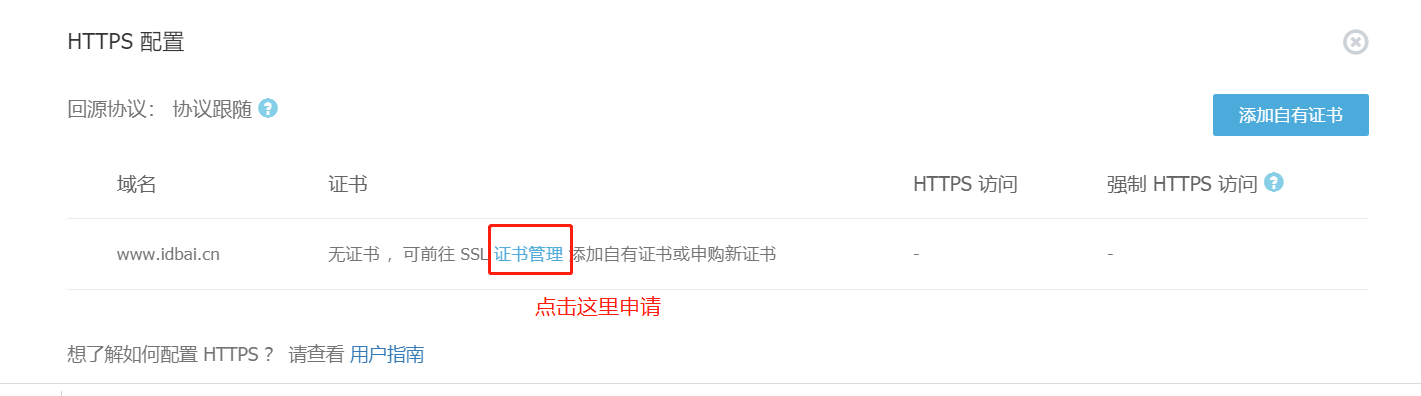 HTTPS 配置
回源协议： 协议跟随 ?
添加自有证书
域名 证书 HTTPS 访问 强制 HTTPS 访问 ?
www.idbai.cn 无证书 ，可前往 SSL 证书管理 添加自有证书或申购新证书 - -
点击这里申请
想了解如何配置 HTTPS？ 请查看 用户指南